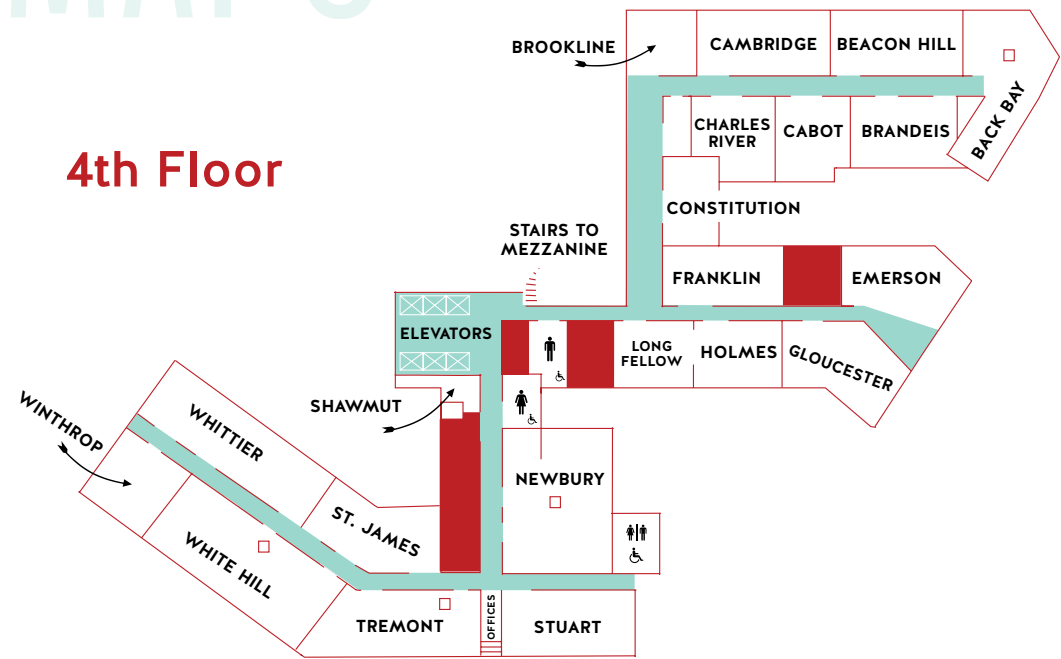 MAPS
4th Floor
BROOKLINE
CAMBRIDGE
BEACON HILL
BACK BAY
CHARLES
RIVER
CABOT
BRANDEIS
CONSTITUTION
STAIRS TO
MEZZANINE
FRANKLIN
EMERSON
ELEVATORS
LONG
FELLOW
HOLMES
GLOUCESTER
SHAWMUT
WINTHROP
WHITTIER
NEWBURY
ST. JAMES
WHITE HILL
TREMONT
OFFICES
STUART